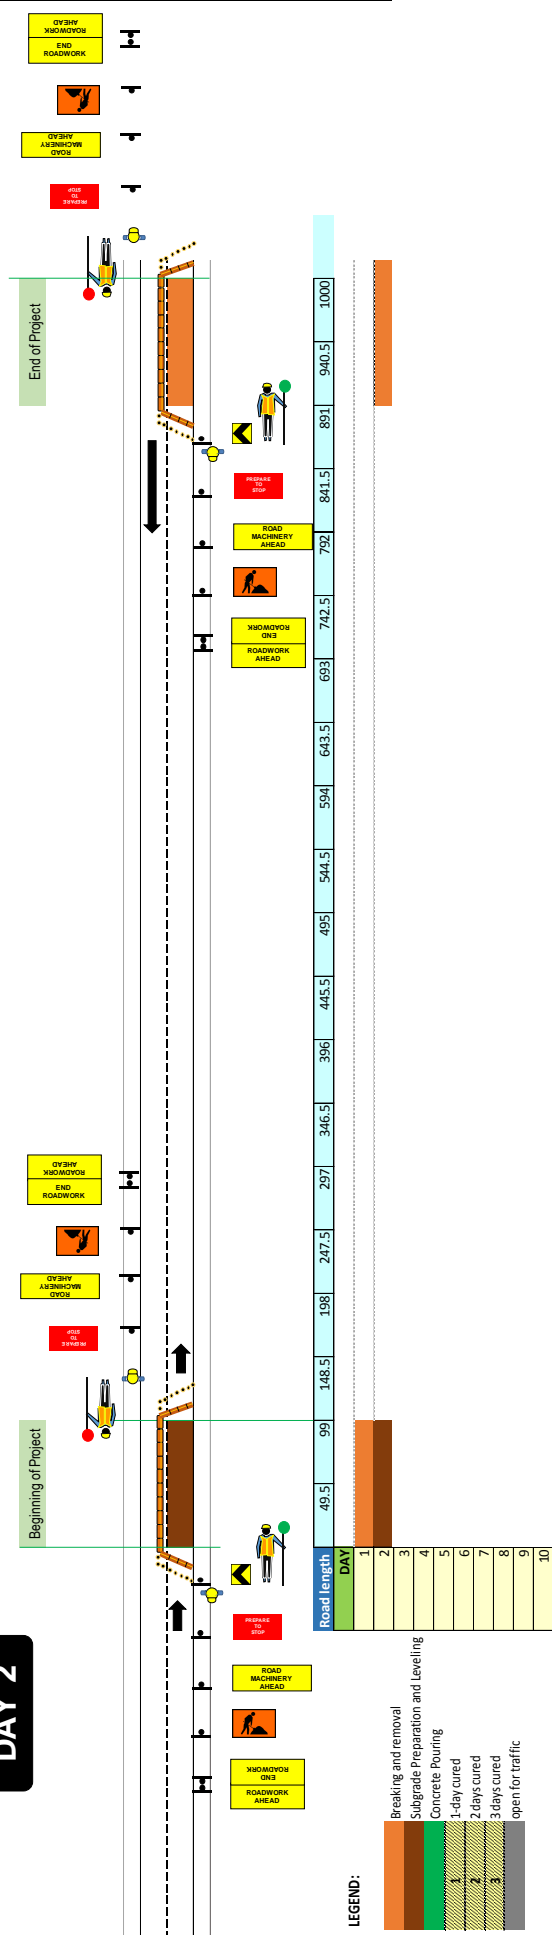 DAY 2
Beginning of Project
End of Project
ROADWORK
AHEAD
END
ROADWORK
ROAD
MACHINERY
AHEAD
PREPARE
TO
STOP
ROADWORK
AHEAD
END
ROADWORK
ROAD
MACHINERY
AHEAD
PREPARE
TO
STOP
ROADWORK
AHEAD
END
ROADWORK
ROAD
MACHINERY
AHEAD
PREPARE
TO
STOP
ROADWORK
AHEAD
END
ROADWORK
ROAD
MACHINERY
AHEAD
PREPARE
TO
STOP
Road length 49.5 99 148.5 198 247.5 297 346.5 396 445.5 495 544.5 594 643.5 693 742.5 792 841.5 891 940.5 1000
DAY
1
2
3
4
5
6
7
8
9
10
LEGEND:
Breaking and removal
Subgrade Preparation and Leveling
Concrete Pouring
1 1-day cured
2 2 days cured
3 3 days cured
open for traffic